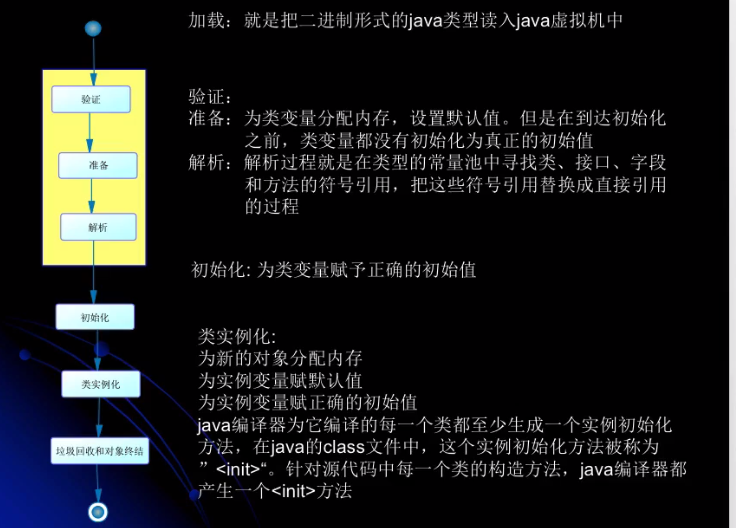 加载：就是把二进制形式的java类型读入java虚拟机中
验证
验证：
准备：为类变量分配内存，设置默认值。但是在到达初始化
之前，类变量都没有初始化为真正的初始值
准备
解析：解析过程就是在类型的常量池中寻找类、接口、字段
和方法的符号引用，把这些符号引用替换成直接引用
的过程
解析
初始化: 为类变量赋予正确的初始值
初始化
类实例化:
为新的对象分配内存
为实例变量赋默认值
为实例变量赋正确的初始值
java编译器为它编译的每一个类都至少生成一个实例初始化
方法，在java的class文件中，这个实例初始化方法被称为
”<init>“。针对源代码中每一个类的构造方法，java编译器都
产生一个<init>方法
类实例化
垃圾回收和对象终结